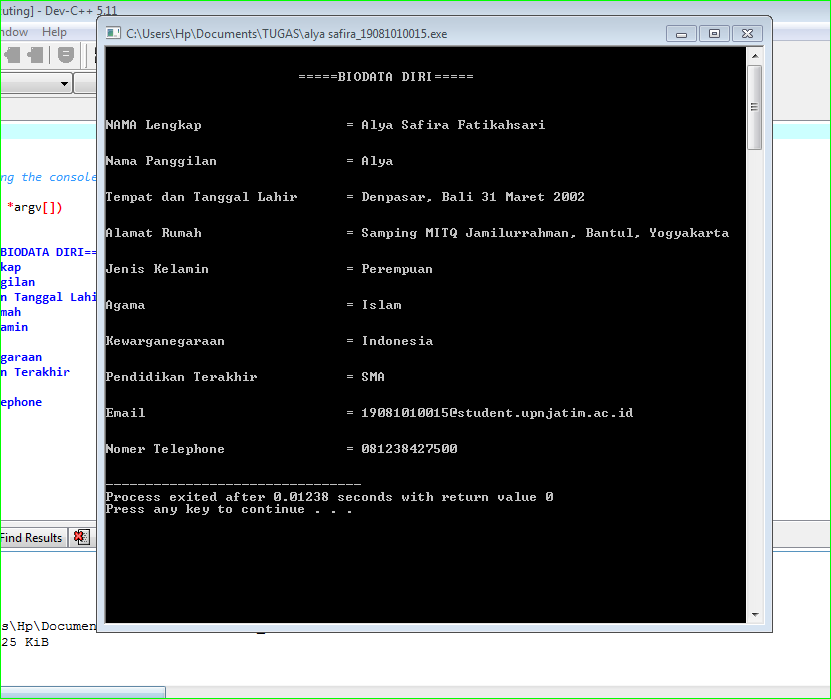 uting] - Dev-C++ 5.11
ndow Help
C:\Users\Hp\Documents\TUGAS\alya safira_19081010015.exe
=====BIODATA DIRI=====
NAMA Lengkap = Alya Safira Fatikahsari
Nama Panggilan = Alya
Tempat dan Tanggal Lahir = Denpasar, Bali 31 Maret 2002
Alamat Rumah = Samping MITQ Jamilurrahman, Bantul, Yogyakarta
Jenis Kelamin = Perempuan
Agama = Islam
Kewarganegaraan = Indonesia
Pendidikan Terakhir = SMA
Email = 19081010015@student.upnjatim.ac.id
Nomer Telephone = 081238427500
--------------------------------
Process exited after 0.01238 seconds with return value 0
Press any key to continue . . .
ng the console
*argv[])
BIODATA DIRI==
kap
gilan
n Tanggal Lahi
mah
amin
garaan
n Terakhir
ephone
Find Results
s\Hp\Documen
25 KiB